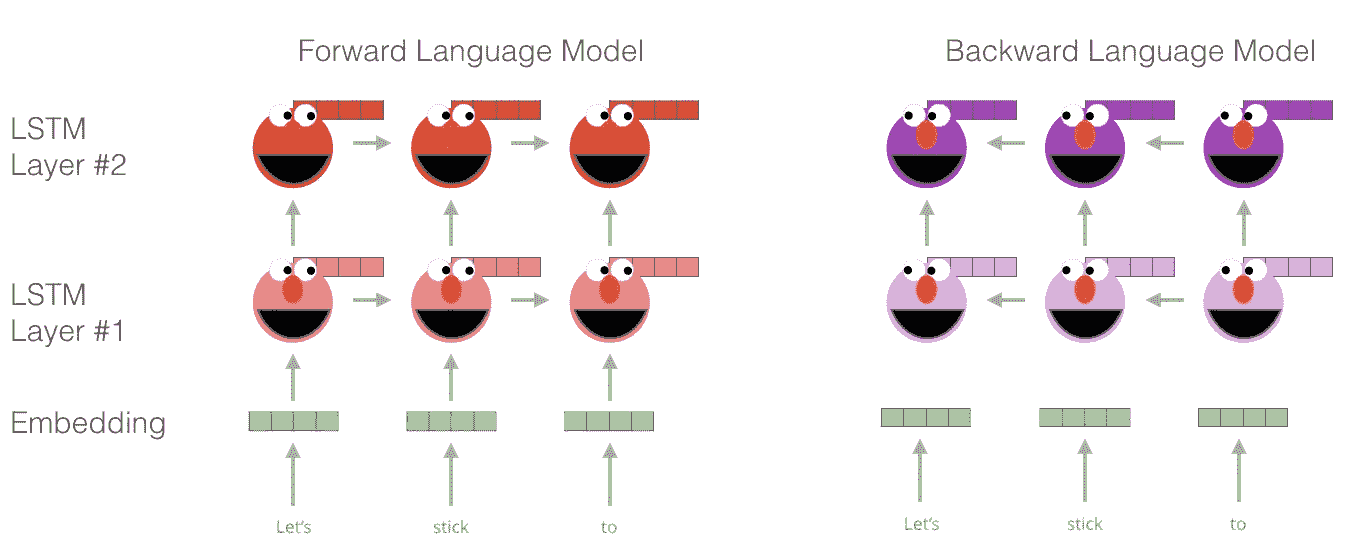 Forward Language Model
Backward Language Model
LSTM
Layer #2
LSTM
Layer #1
Embedding
Let's
stick
to
Let's
stick
to